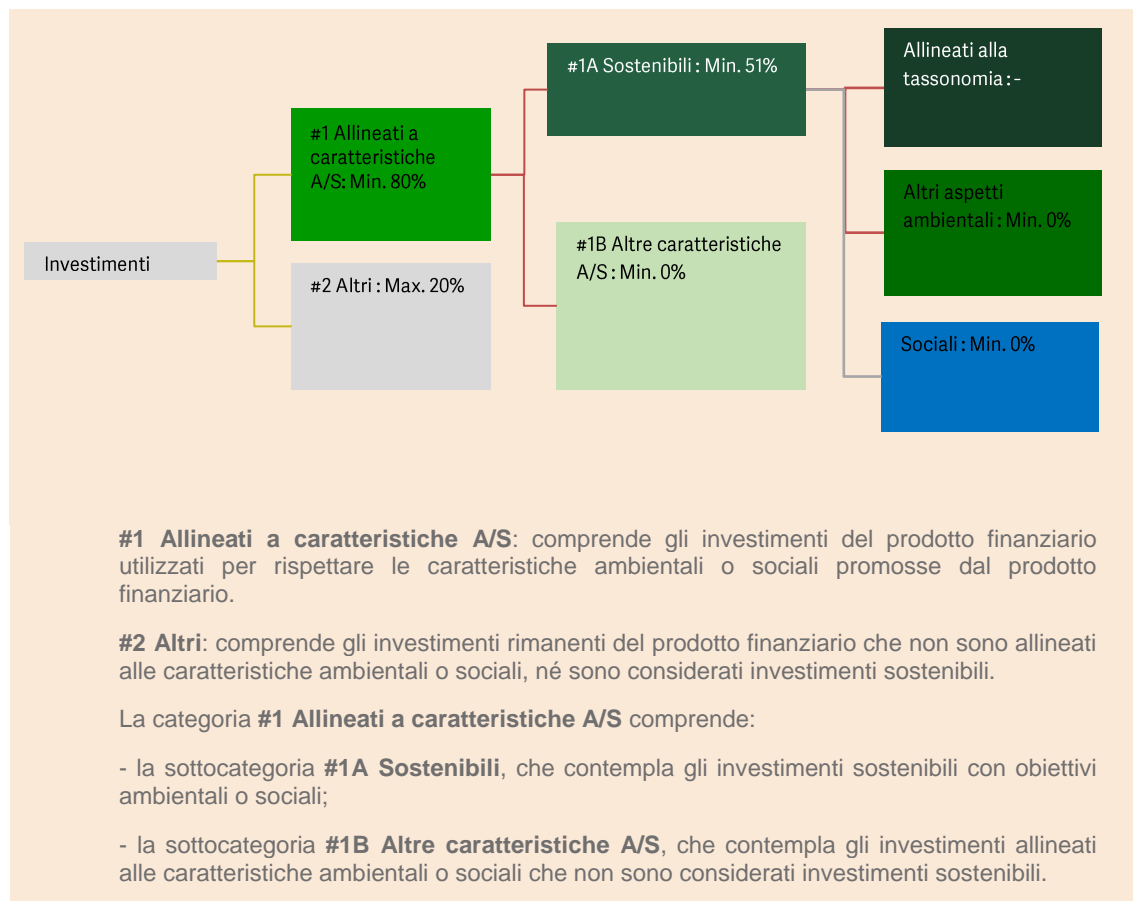 Investimenti
#1 Allineati a
caratteristiche
A/S: Min. 80%
#2 Altri : Max. 20%
#1A Sostenibili : Min. 51%
#1B Altre caratteristiche
A/S : Min. 0%
Allineati alla
tassonomia : -
Altri aspetti
ambientali : Min. 0%
Sociali : Min. 0%
#1 Allineati a caratteristiche A/S: comprende gli investimenti del prodotto finanziario
utilizzati per rispettare le caratteristiche ambientali o sociali promosse dal prodotto
finanziario.
#2 Altri: comprende gli investimenti rimanenti del prodotto finanziario che non sono allineati
alle caratteristiche ambientali o sociali, né sono considerati investimenti sostenibili.
La categoria #1 Allineati a caratteristiche A/S comprende:
- la sottocategoria #1A Sostenibili, che contempla gli investimenti sostenibili con obiettivi
ambientali o sociali;
- la sottocategoria #1B Altre caratteristiche A/S, che contempla gli investimenti allineati
alle caratteristiche ambientali o sociali che non sono considerati investimenti sostenibili.